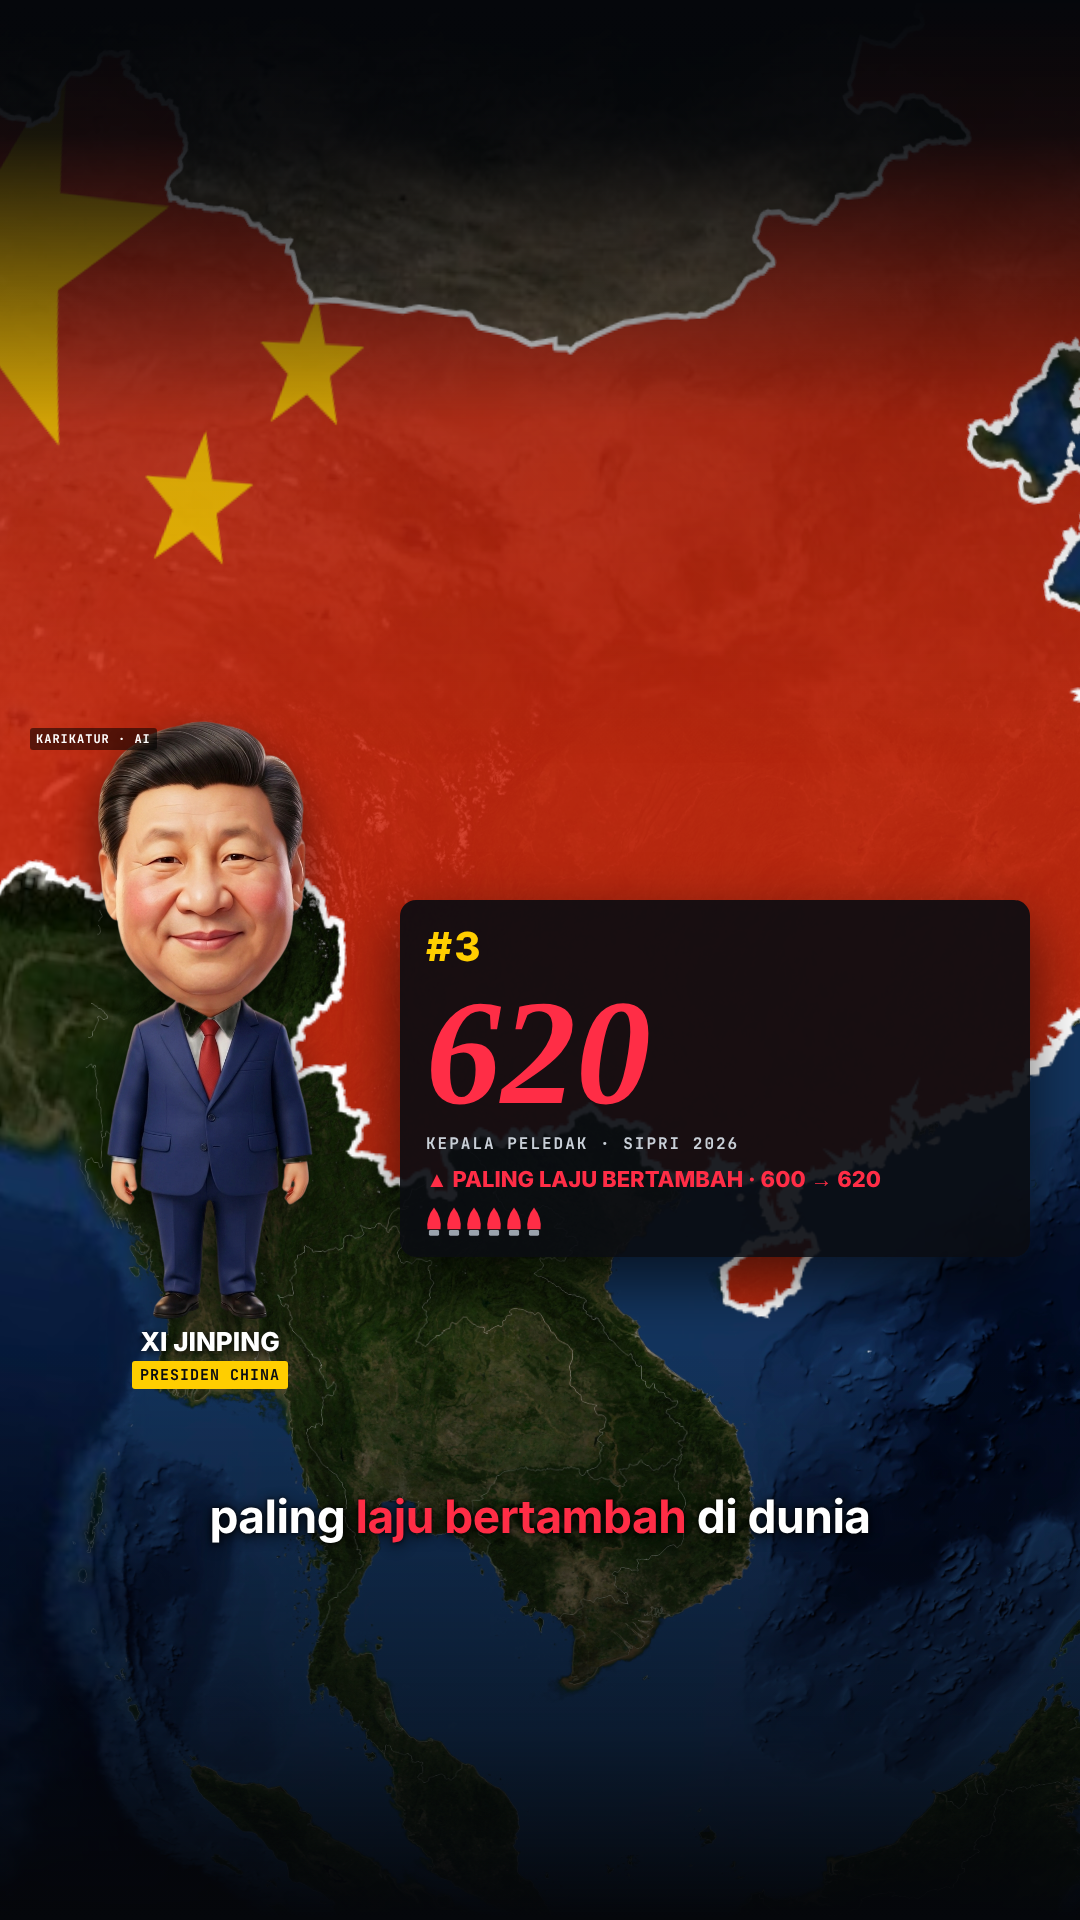 KARIKATUR · AI
#3
620
KEPALA PELEDAK · SIPRI 2026
▲ PALING LAJU BERTAMBAH · 600 → 620
XI JINPING
PRESIDEN CHINA
paling laju bertambah di dunia